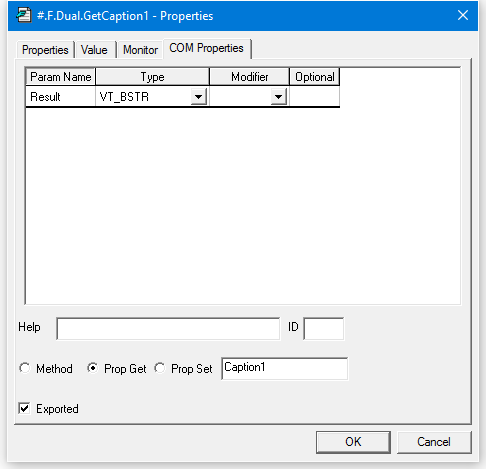 #.F.Dual.GetCaption1 - Properties
Properties Value Monitor COM Properties
Param Name Type Modifier Optional
Result VT_BSTR
Help ID
Method Prop Get Prop Set Caption1
Exported
OK Cancel